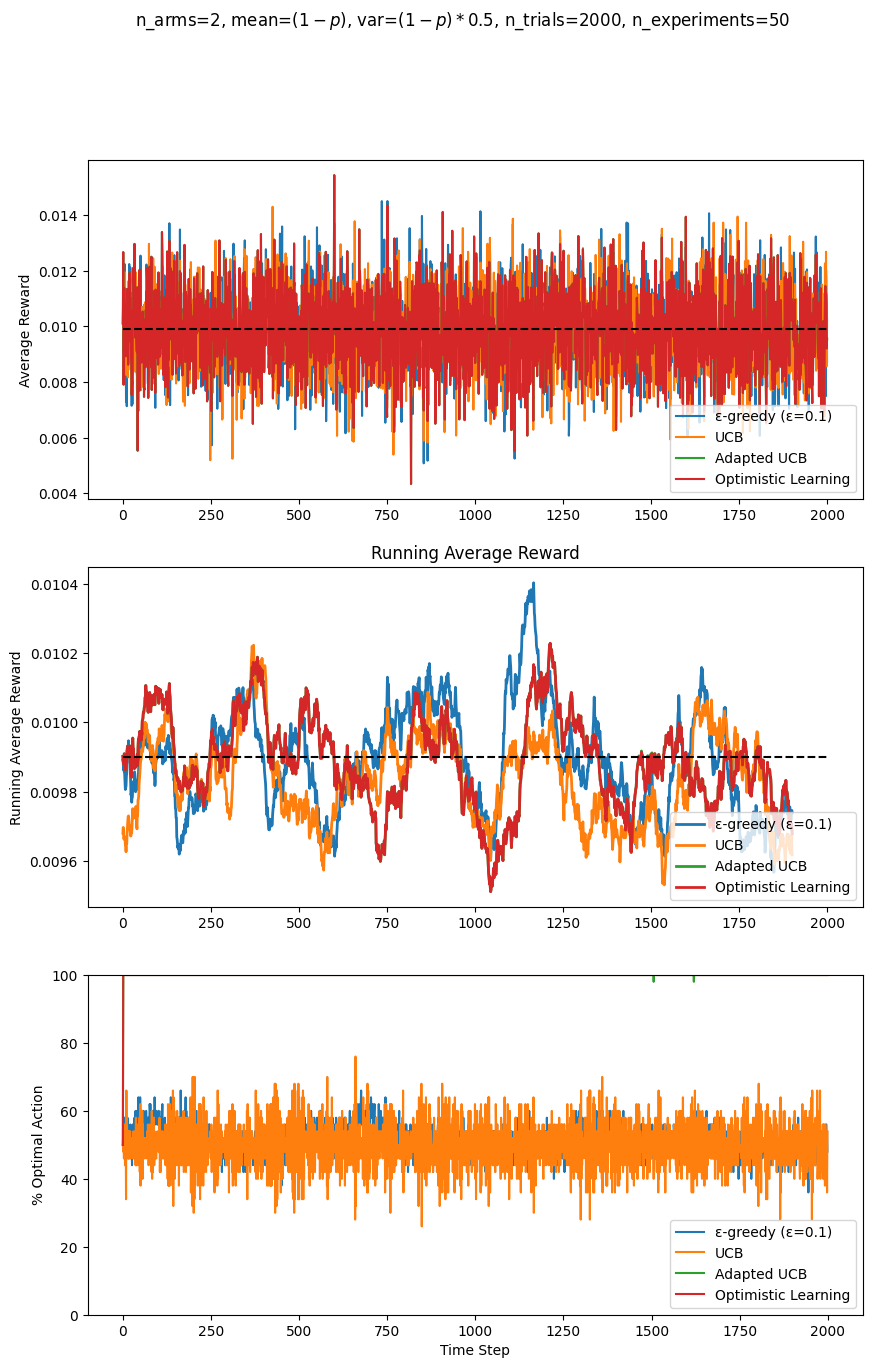 n_arms=2, mean=(1 − p), var=(1 − p) * 0.5, n_trials=2000, n_experiments=50
Average Reward
0.014
0.012
0.010
0.008
0.006
0.004
ε-greedy (ε=0.1)
UCB
Adapted UCB
Optimistic Learning
0 250 500 750 1000 1250 1500 1750 2000
Running Average Reward
Running Average Reward
0.0104
0.0102
0.0100
0.0098
0.0096
ε-greedy (ε=0.1)
UCB
Adapted UCB
Optimistic Learning
0 250 500 750 1000 1250 1500 1750 2000
% Optimal Action
100
80
60
40
20
0
ε-greedy (ε=0.1)
UCB
Adapted UCB
Optimistic Learning
0 250 500 750 1000 1250 1500 1750 2000
Time Step